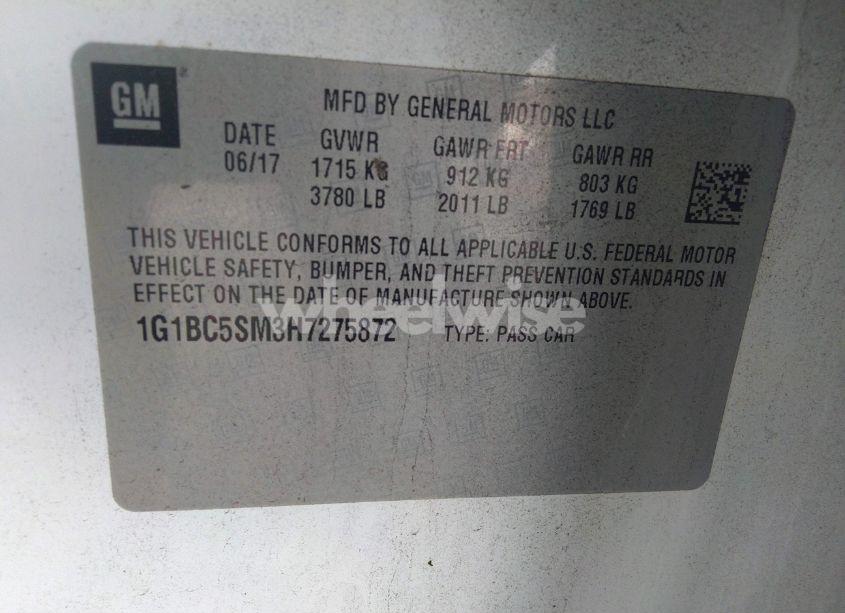 GM
MFD BY GENERAL MOTORS LLC
DATE GVWR GAWR FRT GAWR RR
06/17 1715 KG 912 KG 803 KG
3780 LB 2011 LB 1769 LB
THIS VEHICLE CONFORMS TO ALL APPLICABLE U.S. FEDERAL MOTOR
VEHICLE SAFETY, BUMPER, AND THEFT PREVENTION STANDARDS IN
EFFECT ON THE DATE OF MANUFACTURE SHOWN ABOVE.
wheelwise
1G1BC5SM3H7275872 TYPE: PASS CAR